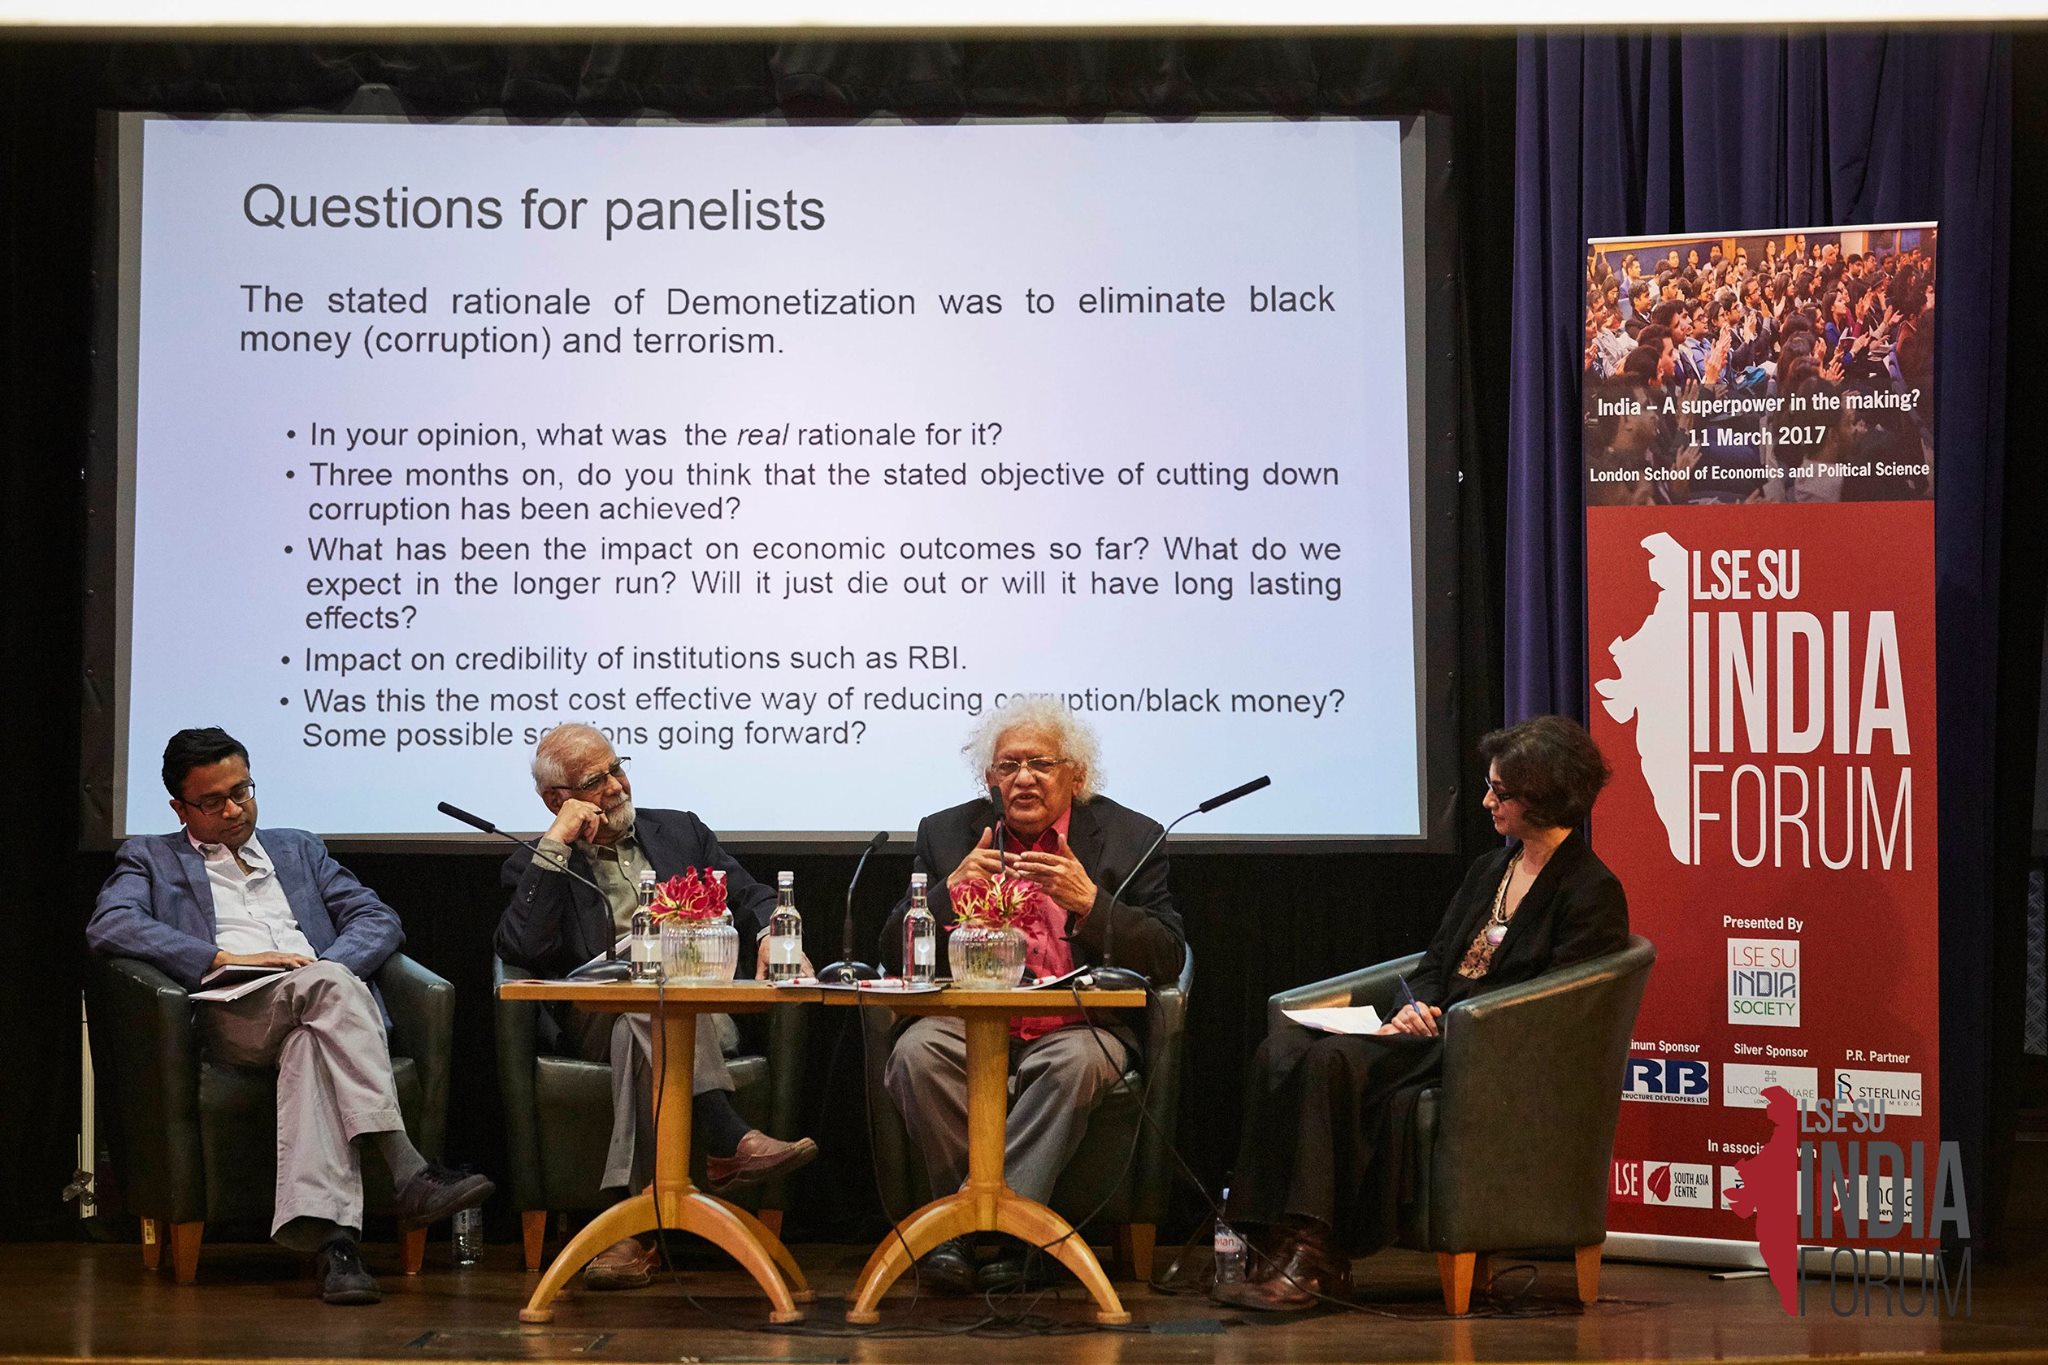 Questions for panelists
The stated rationale of Demonetization was to eliminate black
money (corruption) and terrorism.
• In your opinion, what was the real rationale for it?
• Three months on, do you think that the stated objective of cutting down
corruption has been achieved?
• What has been the impact on economic outcomes so far? What do we
expect in the longer run? Will it just die out or will it have long lasting
effects?
• Impact on credibility of institutions such as RBI.
• Was this the most cost effective way of reducing corruption/black money?
Some possible solutions going forward?
India – A superpower in the making?
11 March 2017
London School of Economics and Political Science
LSE SU
INDIA
FORUM
Presented By
LSE SU
INDIA
SOCIETY
Sponsor
Silver Sponsor
P.R. Partner
RB
DEVELOPERS LTD
STERLING
MEDIA
In
LSE
SOUTH ASIA
CENTRE
LSE SU
INDIA
FORUM